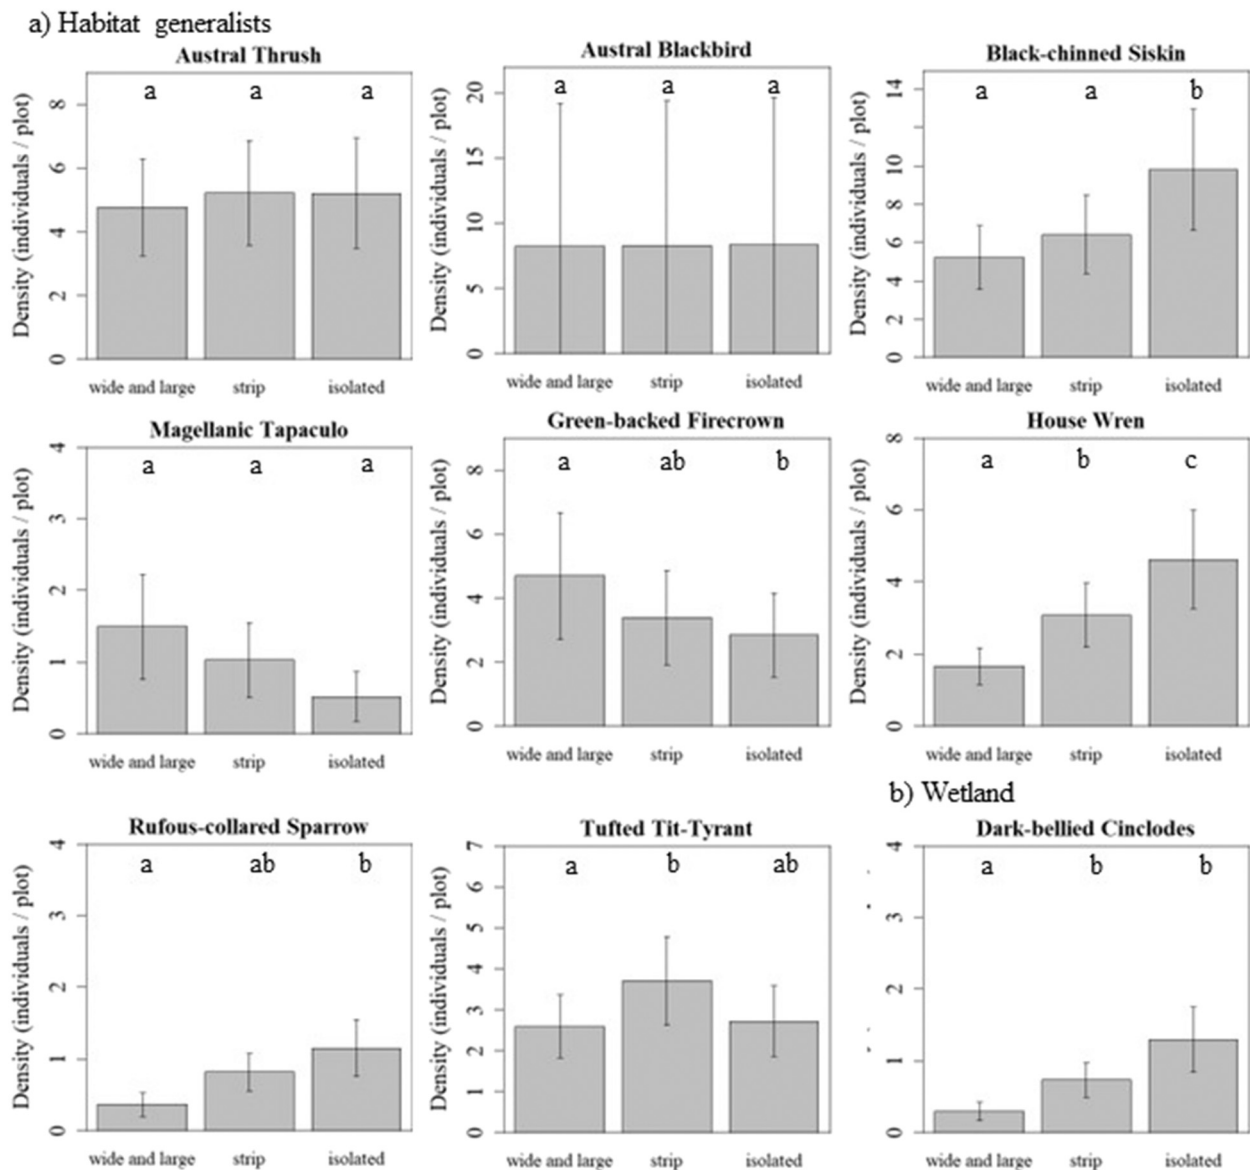 a) Habitat generalists
Austral Thrush
Density (individuals / plot)
8
6
4
2
0
a a a
wide and large strip isolated
Austral Blackbird
Density (individuals / plot)
20
15
10
5
0
a a a
wide and large strip isolated
Black-chinned Siskin
Density (individuals / plot)
14
10
8
6
4
2
0
a a b
wide and large strip isolated
Magellanic Tapaculo
Density (individuals / plot)
4
3
2
1
0
a a a
wide and large strip isolated
Green-backed Firecrown
Density (individuals / plot)
8
6
4
2
0
a ab b
wide and large strip isolated
House Wren
Density (individuals / plot)
8
6
4
2
0
a b c
wide and large strip isolated
Rufous-collared Sparrow
Density (individuals / plot)
4
3
2
1
0
a ab b
wide and large strip isolated
Tufted Tit-Tyrant
Density (individuals / plot)
7
6
5
4
3
2
1
0
a b ab
wide and large strip isolated
b) Wetland
Dark-bellied Cinclodes
4
3
2
1
0
a b b
wide and large strip isolated